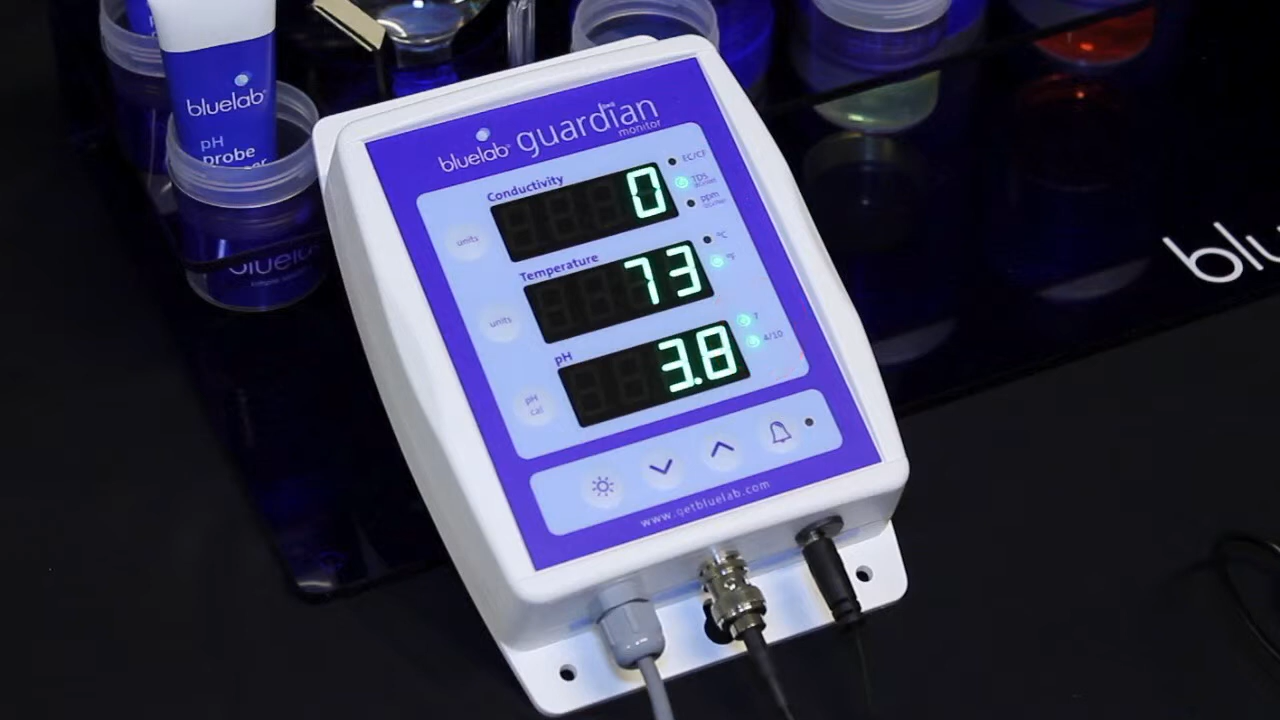 bluelab
pH
probe
bluelab guardian
monitor
Conductivity
0
EC/CF
TDS
ppm
units
Temperature
73
°C
°F
units
pH
3.8
7
4/10
pH
cal
www.getbluelab.com
blu